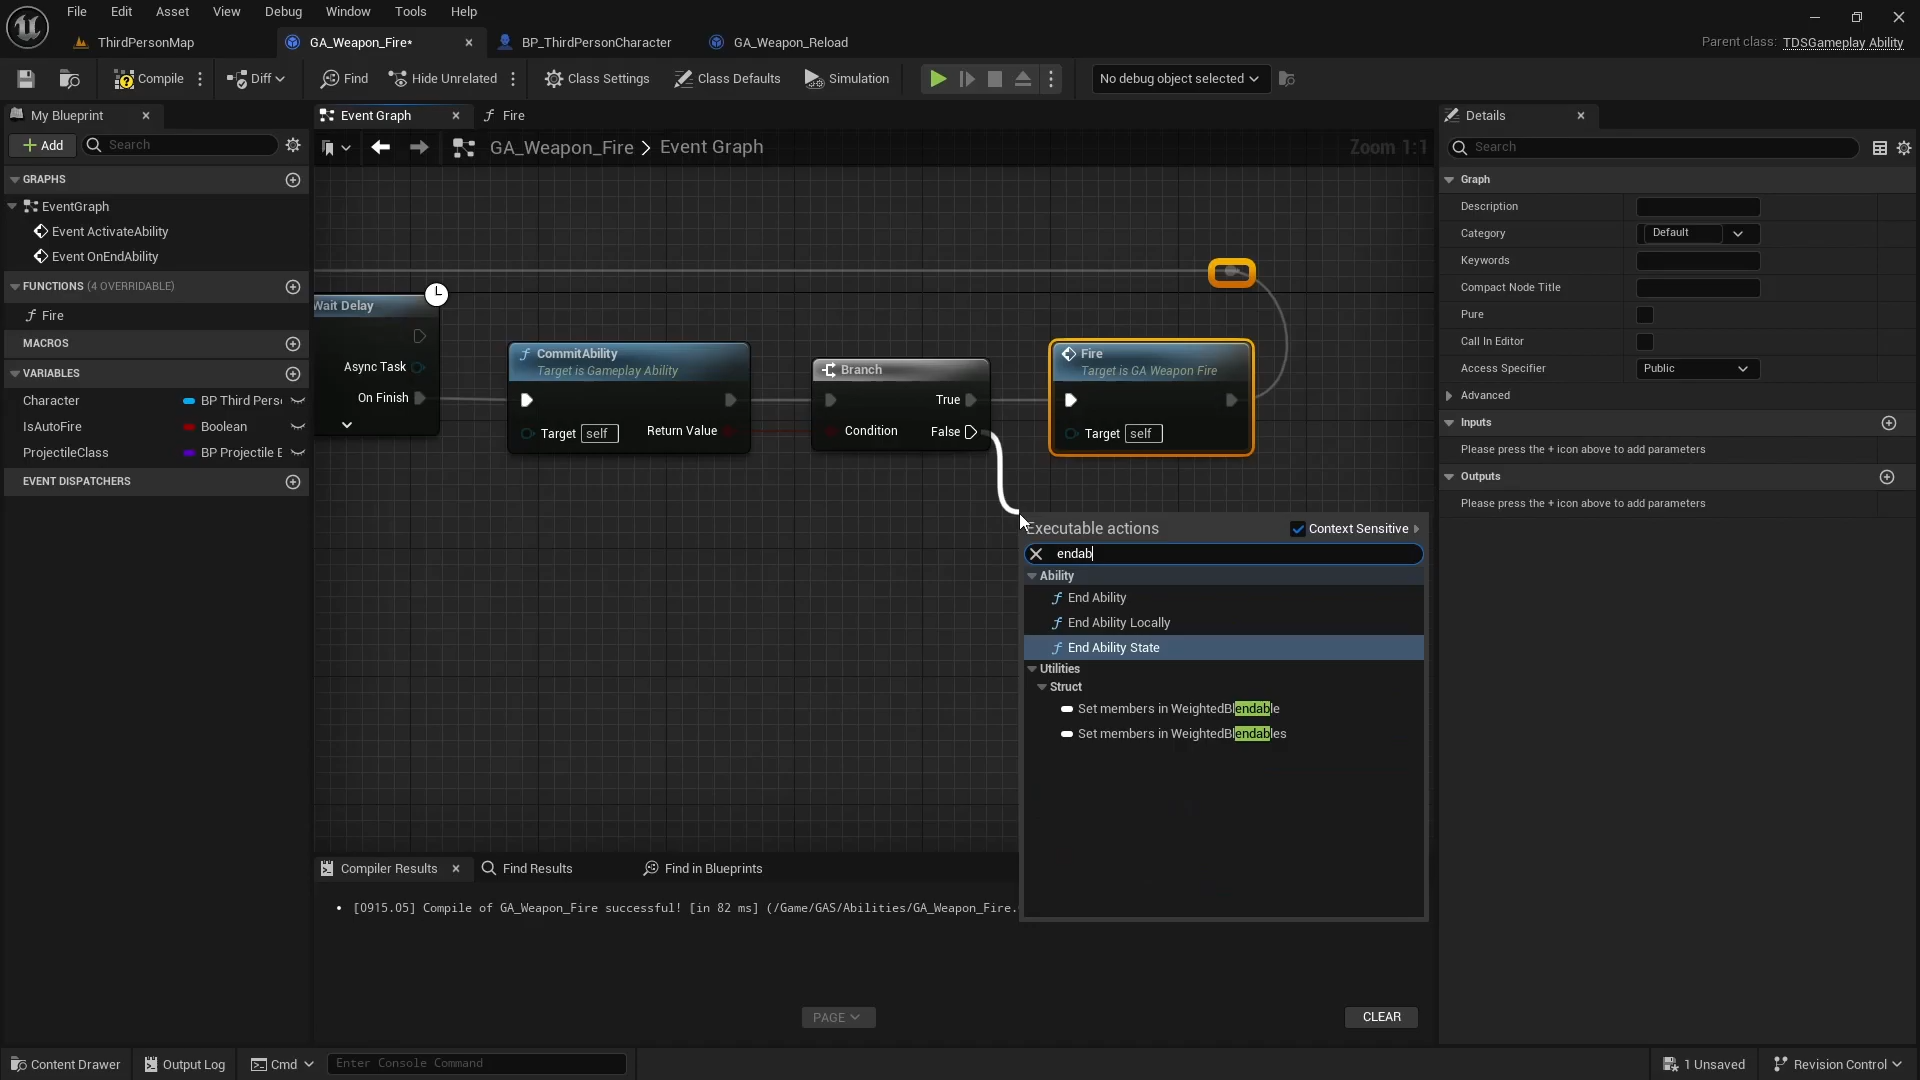 File Edit Asset View Debug Window Tools Help
ThirdPersonMap GA_Weapon_Fire* BP_ThirdPersonCharacter GA_Weapon_Reload Parent class: TDSGameplay Ability
Compile Diff Find Hide Unrelated Class Settings Class Defaults Simulation No debug object selected
My Blueprint Event Graph Fire Details
Add Search GA_Weapon_Fire > Event Graph Zoom 1:1 Search
GRAPHS
EventGraph
Event ActivateAbility
Event OnEndAbility
FUNCTIONS (4 OVERRIDABLE)
Fire
MACROS
VARIABLES
Character BP Third Pers
IsAutoFire Boolean
ProjectileClass BP Projectile
EVENT DISPATCHERS
Wait Delay
Async Task
On Finish
CommitAbility
Target is Gameplay Ability
Target self Return Value
Branch
True
Condition False
Fire
Target is GA Weapon Fire
Target self
Executable actions Context Sensitive
endab
Ability
End Ability
End Ability Locally
End Ability State
Utilities
Struct
Set members in WeightedBlendable
Set members in WeightedBlendables
Graph
Description
Category Default
Keywords
Compact Node Title
Pure
Call In Editor
Access Specifier Public
Advanced
Inputs
Please press the + icon above to add parameters
Outputs
Please press the + icon above to add parameters
Compiler Results Find Results Find in Blueprints
[0915.05] Compile of GA_Weapon_Fire successful! [in 82 ms] (/Game/GAS/Abilities/GA_Weapon_Fire.
PAGE CLEAR
Content Drawer Output Log Cmd Enter Console Command 1 Unsaved Revision Control